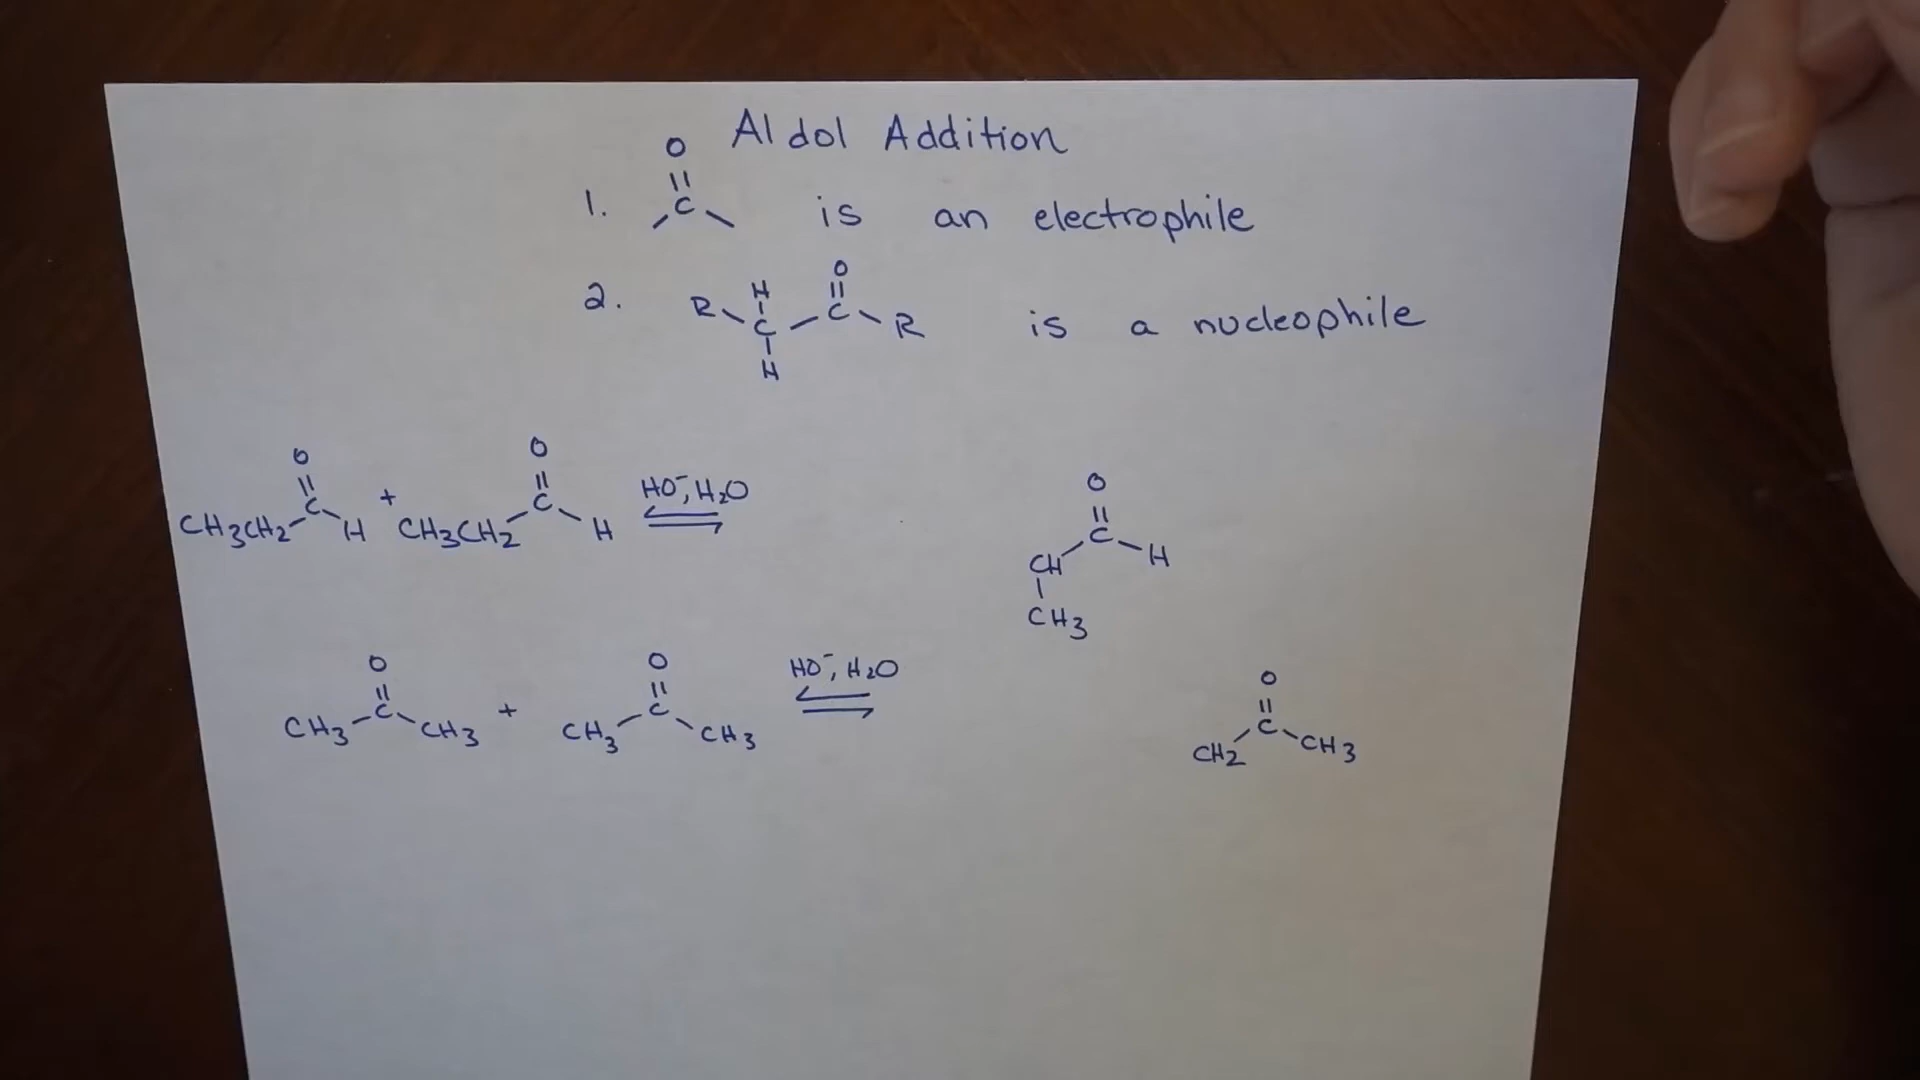 Aldol Addition
O
||
1. C is an electrophile
O
H ||
2. R C C R is a nucleophile
H
O O
|| || HO⁻, H₂O
CH3CH2 C H + CH3CH2 C H ⇌
O
||
C
CH H
|
CH3
O O HO⁻, H₂O
|| ||
CH3 C CH3 + CH3 C CH3 ⇌
O
||
C
CH2 CH3